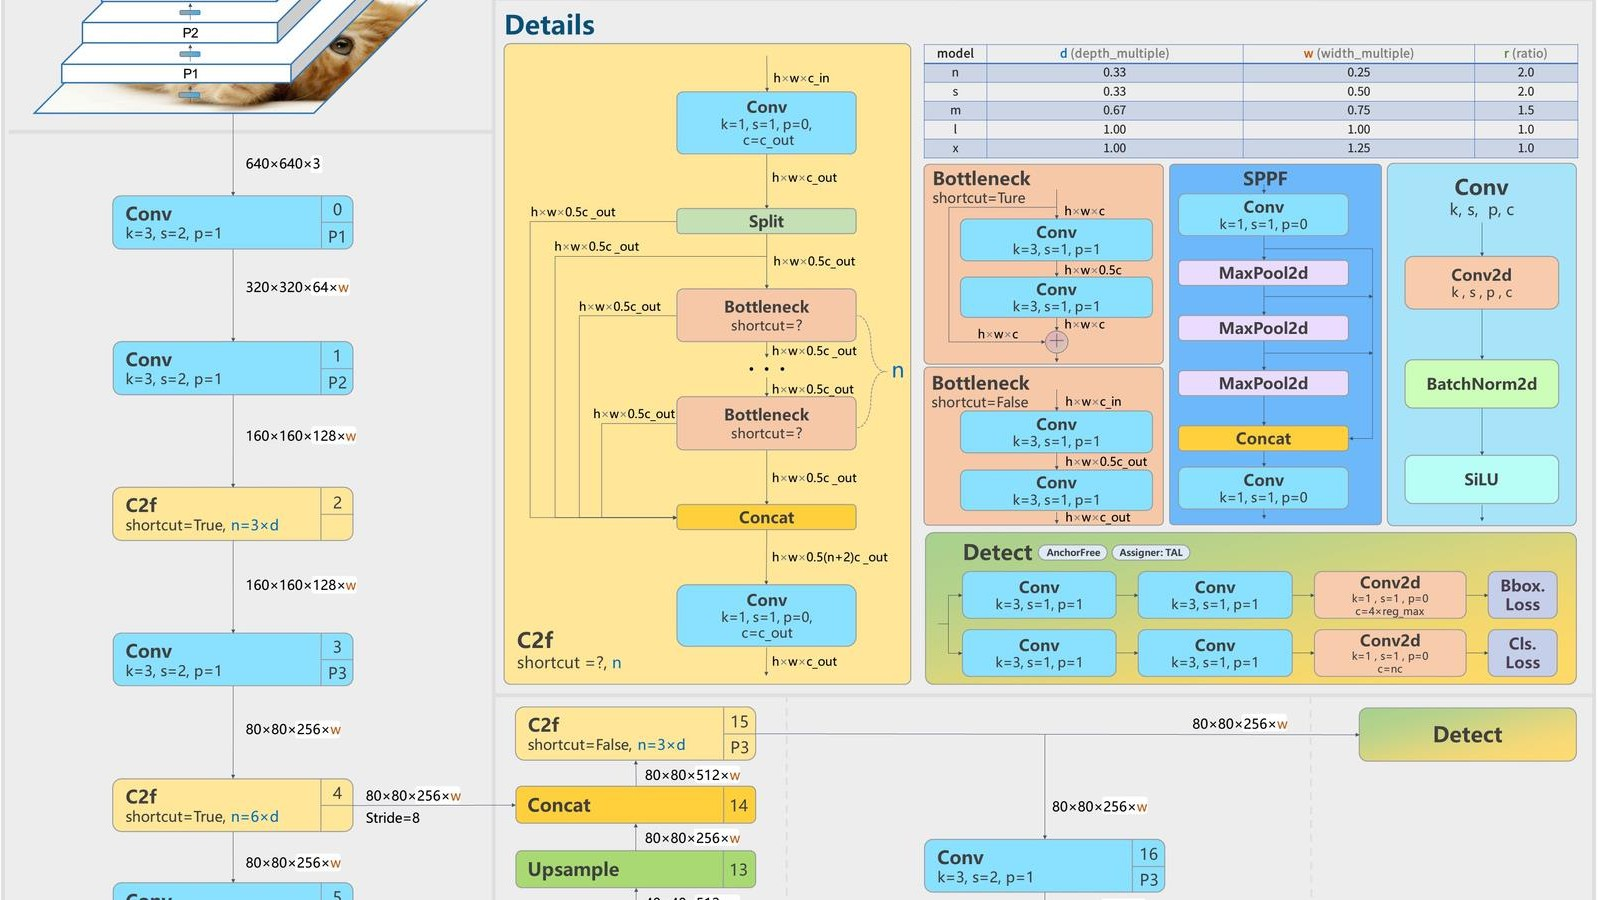 P2
P1
640×640×3
Conv
k=3, s=2, p=1
0
P1
320×320×64×w
Conv
k=3, s=2, p=1
1
P2
160×160×128×w
C2f
shortcut=True, n=3×d
2
160×160×128×w
Conv
k=3, s=2, p=1
3
P3
80×80×256×w
C2f
shortcut=True, n=6×d
4
80×80×256×w
Stride=8
80×80×256×w
5
Details
h×w×c_in
Conv
k=1, s=1, p=0,
c=c_out
h×w×c_out
h×w×0.5c_out
Split
h×w×0.5c_out
h×w×0.5c_out
h×w×0.5c_out
Bottleneck
shortcut=?
h×w×0.5c_out
• • •
n
h×w×0.5c_out
h×w×0.5c_out
Bottleneck
shortcut=?
h×w×0.5c_out
Concat
h×w×0.5(n+2)c_out
Conv
k=1, s=1, p=0,
c=c_out
h×w×c_out
C2f
shortcut =?, n
model d (depth_multiple) w (width_multiple) r (ratio)
n 0.33 0.25 2.0
s 0.33 0.50 2.0
m 0.67 0.75 1.5
l 1.00 1.00 1.0
x 1.00 1.25 1.0
Bottleneck
shortcut=Ture
h×w×c
Conv
k=3, s=1, p=1
h×w×0.5c
Conv
k=3, s=1, p=1
h×w×c
h×w×c
+
Bottleneck
shortcut=False
h×w×c_in
Conv
k=3, s=1, p=1
h×w×0.5c_out
Conv
k=3, s=1, p=1
h×w×c_out
SPPF
Conv
k=1, s=1, p=0
MaxPool2d
MaxPool2d
MaxPool2d
Concat
Conv
k=1, s=1, p=0
Conv
k, s, p, c
Conv2d
k , s , p , c
BatchNorm2d
SiLU
Detect
AnchorFree
Assigner: TAL
Conv
k=3, s=1, p=1
Conv
k=3, s=1, p=1
Conv2d
k=1 , s=1 , p=0
c=4×reg_max
Bbox.
Loss
Conv
k=3, s=1, p=1
Conv
k=3, s=1, p=1
Conv2d
k=1 , s=1 , p=0
c=nc
Cls.
Loss
C2f
shortcut=False, n=3×d
15
P3
80×80×256×w
Detect
80×80×512×w
Concat
14
80×80×256×w
80×80×256×w
Upsample
13
Conv
k=3, s=2, p=1
16
P3